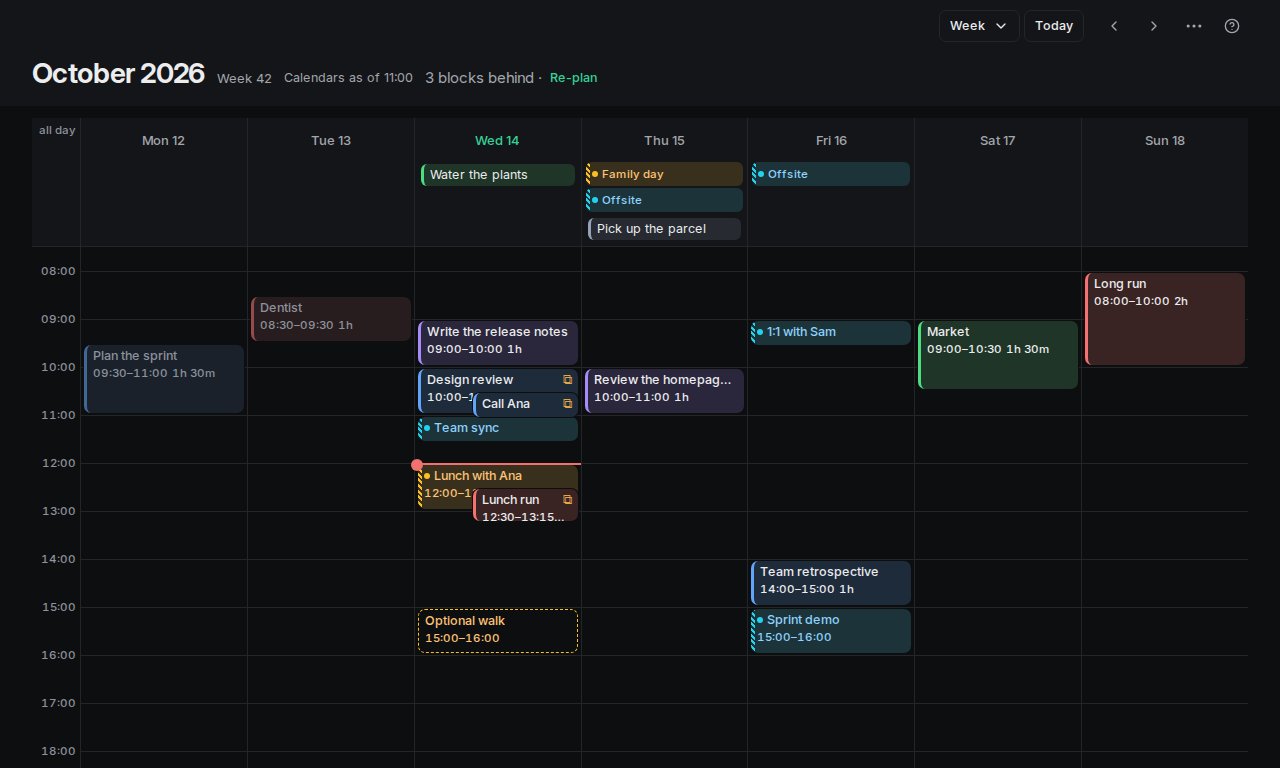 Week
Today
October 2026
Week 42
Calendars as of 11:00
3 blocks behind ·
Re-plan
all day
Mon 12
Tue 13
Wed 14
Thu 15
Fri 16
Sat 17
Sun 18
Water the plants
Family day
Offsite
Offsite
Pick up the parcel
08:00
09:00
10:00
11:00
12:00
13:00
14:00
15:00
16:00
17:00
18:00
Plan the sprint
09:30–11:00 1h 30m
Dentist
08:30–09:30 1h
Write the release notes
09:00–10:00 1h
Design review
10:00–1
Call Ana
Team sync
Lunch with Ana
12:00–1
Lunch run
12:30–13:15...
Optional walk
15:00–16:00
Review the homepag...
10:00–11:00 1h
1:1 with Sam
Team retrospective
14:00–15:00 1h
Sprint demo
15:00–16:00
Market
09:00–10:30 1h 30m
Long run
08:00–10:00 2h